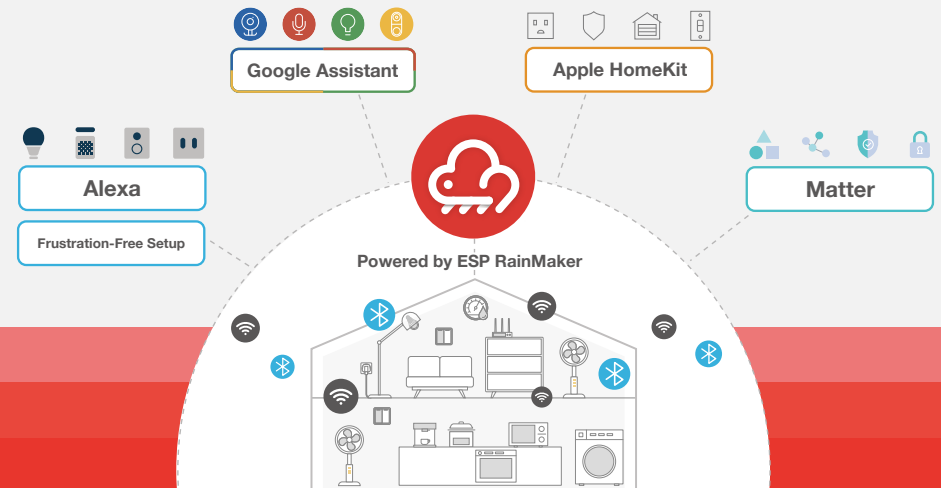 Google Assistant
Apple HomeKit
Alexa
Frustration-Free Setup
Matter
Powered by ESP RainMaker